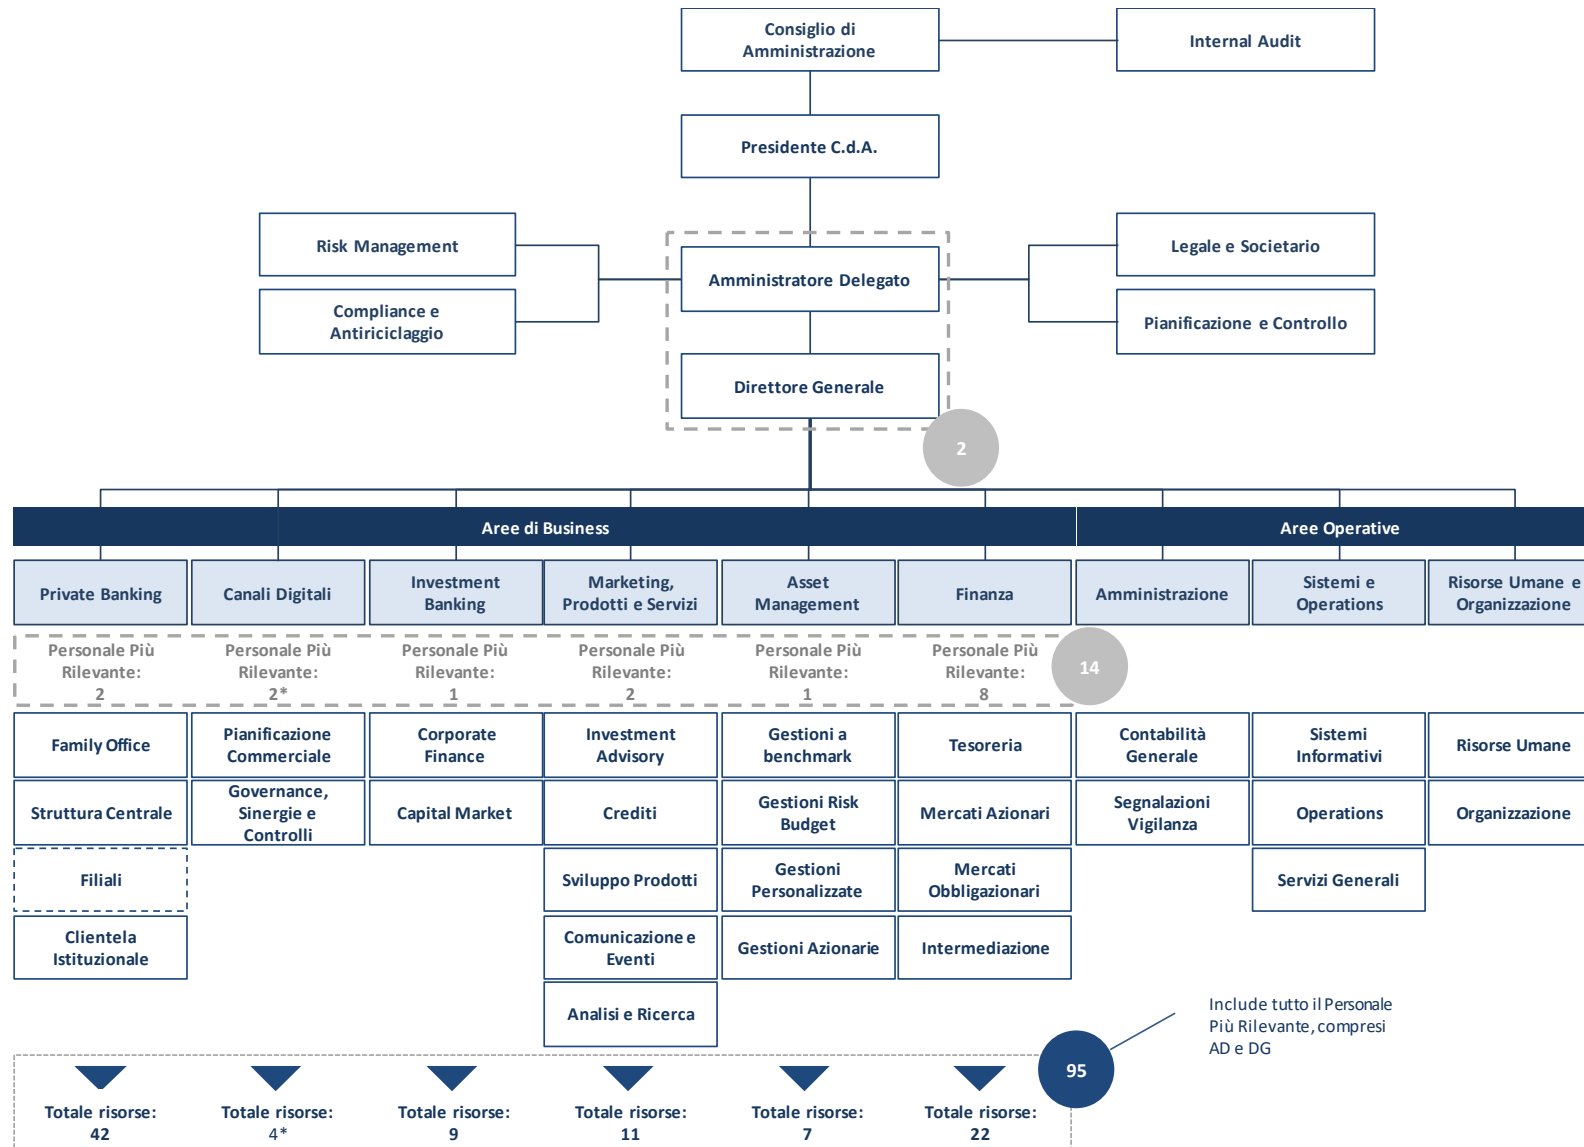 Consiglio di
Amministrazione
Internal Audit
Presidente C.d.A.
Risk Management
Legale e Societario
Amministratore Delegato
Compliance e
Antiriciclaggio
Pianificazione e Controllo
Direttore Generale
2
Aree di Business
Aree Operative
Private Banking
Canali Digitali
Investment
Banking
Marketing,
Prodotti e Servizi
Asset
Management
Finanza
Amministrazione
Sistemi e
Operations
Risorse Umane e
Organizzazione
Personale Più
Rilevante:
2
Personale Più
Rilevante:
2*
Personale Più
Rilevante:
1
Personale Più
Rilevante:
2
Personale Più
Rilevante:
1
Personale Più
Rilevante:
8
14
Family Office
Pianificazione
Commerciale
Corporate
Finance
Investment
Advisory
Gestioni a
benchmark
Tesoreria
Contabilità
Generale
Sistemi
Informativi
Risorse Umane
Struttura Centrale
Governance,
Sinergie e
Controlli
Capital Market
Crediti
Gestioni Risk
Budget
Mercati Azionari
Segnalazioni
Vigilanza
Operations
Organizzazione
Filiali
Sviluppo Prodotti
Gestioni
Personalizzate
Mercati
Obbligazionari
Servizi Generali
Clientela
Istituzionale
Comunicazione e
Eventi
Gestioni Azionarie
Intermediazione
Analisi e Ricerca
Include tutto il Personale
Più Rilevante, compresi
AD e DG
95
Totale risorse:
42
Totale risorse:
4*
Totale risorse:
9
Totale risorse:
11
Totale risorse:
7
Totale risorse:
22